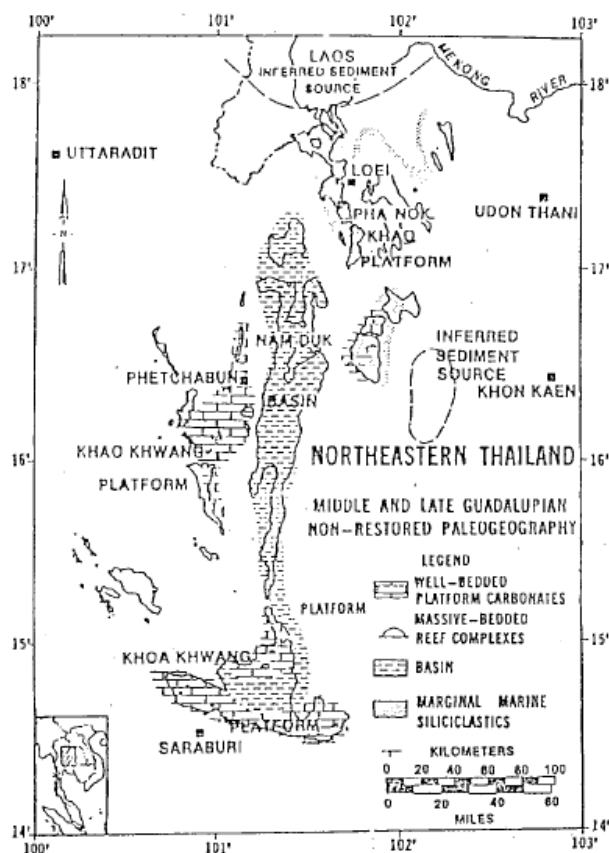 100° 101° 102° 103°
18°
LAOS
INFERRED SEDIMENT
SOURCE
MEKONG
RIVER
18°
UTTARADIT
LOEI
UDON THANI
PHA NOK
KHAO
PLATFORM
N
17°
17°
NAM DUK
BASIN
PHETCHABUN
INFERRED
SEDIMENT
SOURCE
KHON KAEN
KHAO KHWANG
PLATFORM
16°
16°
NORTHEASTERN THAILAND
MIDDLE AND LATE GUADALUPIAN
NON-RESTORED PALEOGEOGRAPHY
LEGEND
WELL-BEDDED
PLATFORM CARBONATES
MASSIVE-BEDDED
REEF COMPLEXES
BASIN
MARGINAL MARINE
SILICICLASTICS
PLATFORM
15°
15°
KHOA KHWANG
PLATFORM
SARABURI
KILOMETERS
0 20 40 60 80 100
0 20 40 60
MILES
14°
14°
100° 101° 102° 103°